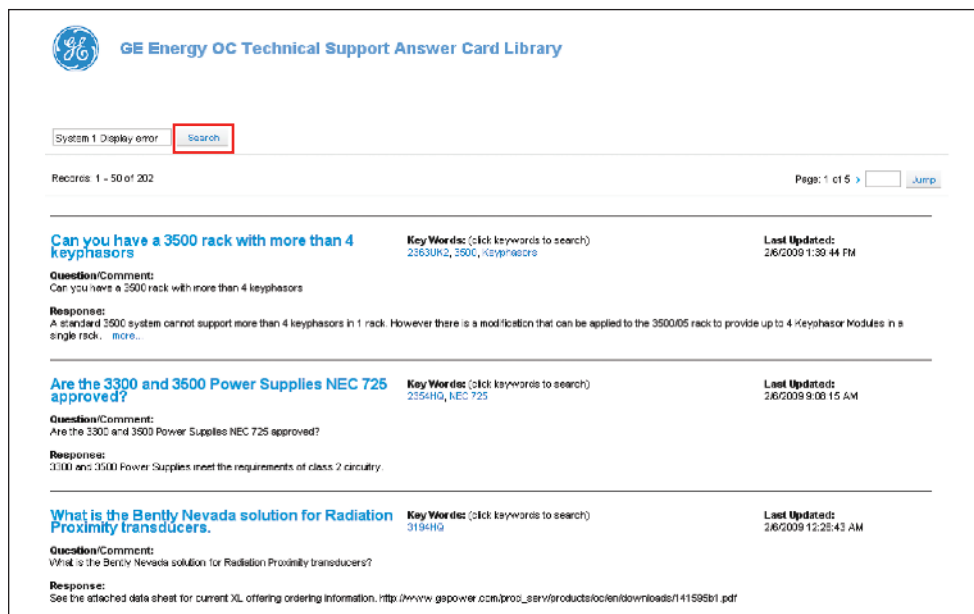 GE Energy OC Technical Support Answer Card Library
System 1 Display error Search
Records: 1 - 50 of 202 Page: 1 of 5 > Jump
Can you have a 3500 rack with more than 4 keyphasors
Key Words: (click keywords to search)
2363UK2, 3500, Keyphasors
Last Updated:
2/6/2009 1:39:44 PM
Question/Comment:
Can you have a 3500 rack with more than 4 keyphasors
Response:
A standard 3500 system cannot support more than 4 keyphasors in 1 rack. However there is a modification that can be applied to the 3500/05 rack to provide up to 4 Keyphasor Modules in a
single rack. more..
Are the 3300 and 3500 Power Supplies NEC 725
approved?
Key Words: (click keywords to search)
2354HQ, NEC 725
Last Updated:
2/6/2009 9:08:15 AM
Question/Comment:
Are the 3300 and 3500 Power Supplies NEC 725 approved?
Response:
3300 and 3500 Power Supplies meet the requirements of class 2 circuitry.
What is the Bently Nevada solution for Radiation
Proximity transducers.
Key Words: (click keywords to search)
3194HQ
Last Updated:
2/6/2009 12:28:43 AM
Question/Comment:
What is the Bently Nevada solution for Radiation Proximity transducers?
Response:
See the attached data sheet for current XL offering ordering information. http://www.gepower.com/prod_serv/products/oc/en/downloads/141595b1.pdf